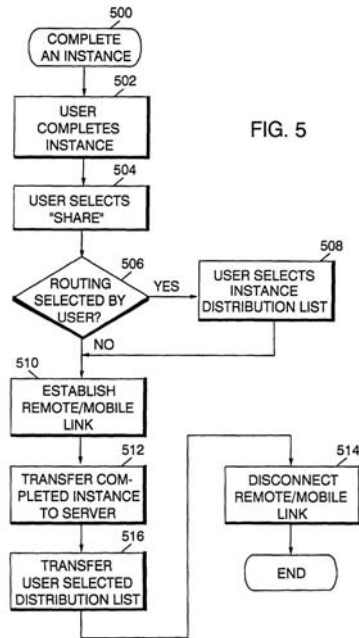 500
COMPLETE
AN INSTANCE
502
USER
COMPLETES
INSTANCE
FIG. 5
504
USER SELECTS
"SHARE"
506
ROUTING
SELECTED BY
USER?
YES
508
USER SELECTS
INSTANCE
DISTRIBUTION LIST
NO
510
ESTABLISH
REMOTE/MOBILE
LINK
512
TRANSFER COM-
PLETED INSTANCE
TO SERVER
514
DISCONNECT
REMOTE/MOBILE
LINK
516
TRANSFER
USER SELECTED
DISTRIBUTION LIST
END